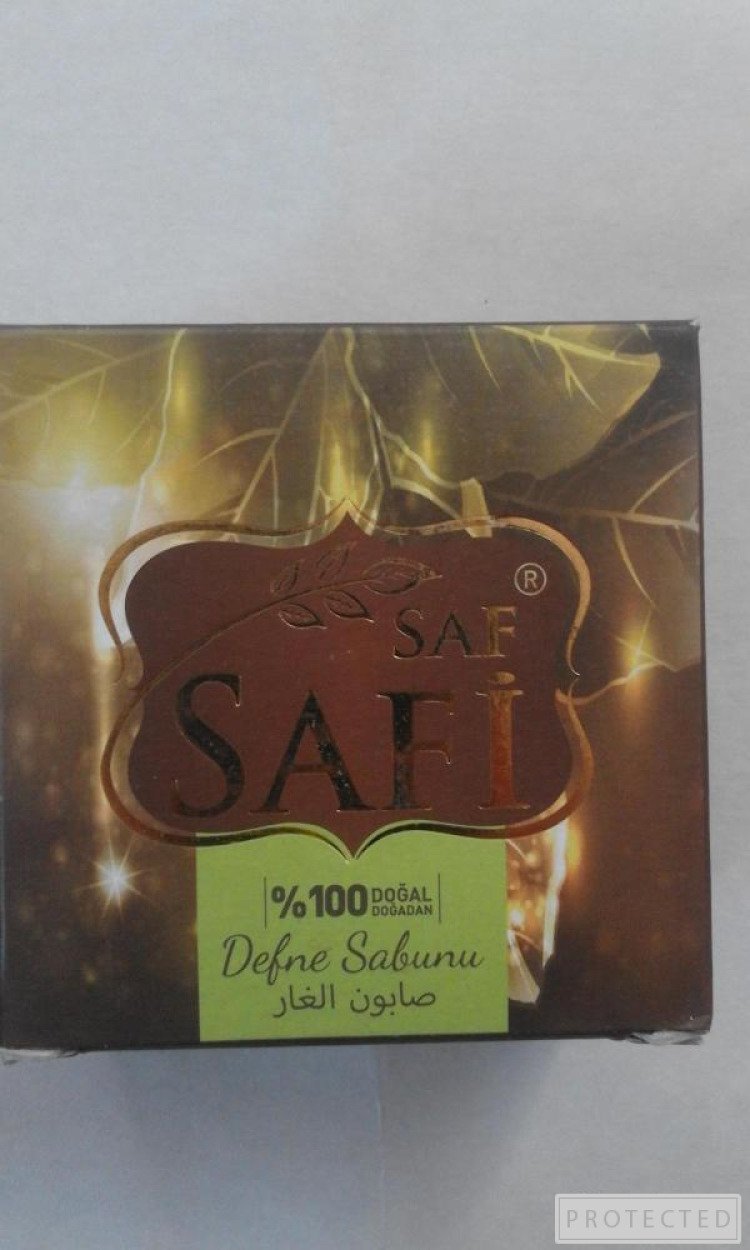 ®
SAF
SAFİ
%100 DOĞAL
DOĞADAN
Defne Sabunu
صابون الغار
PROTECTED